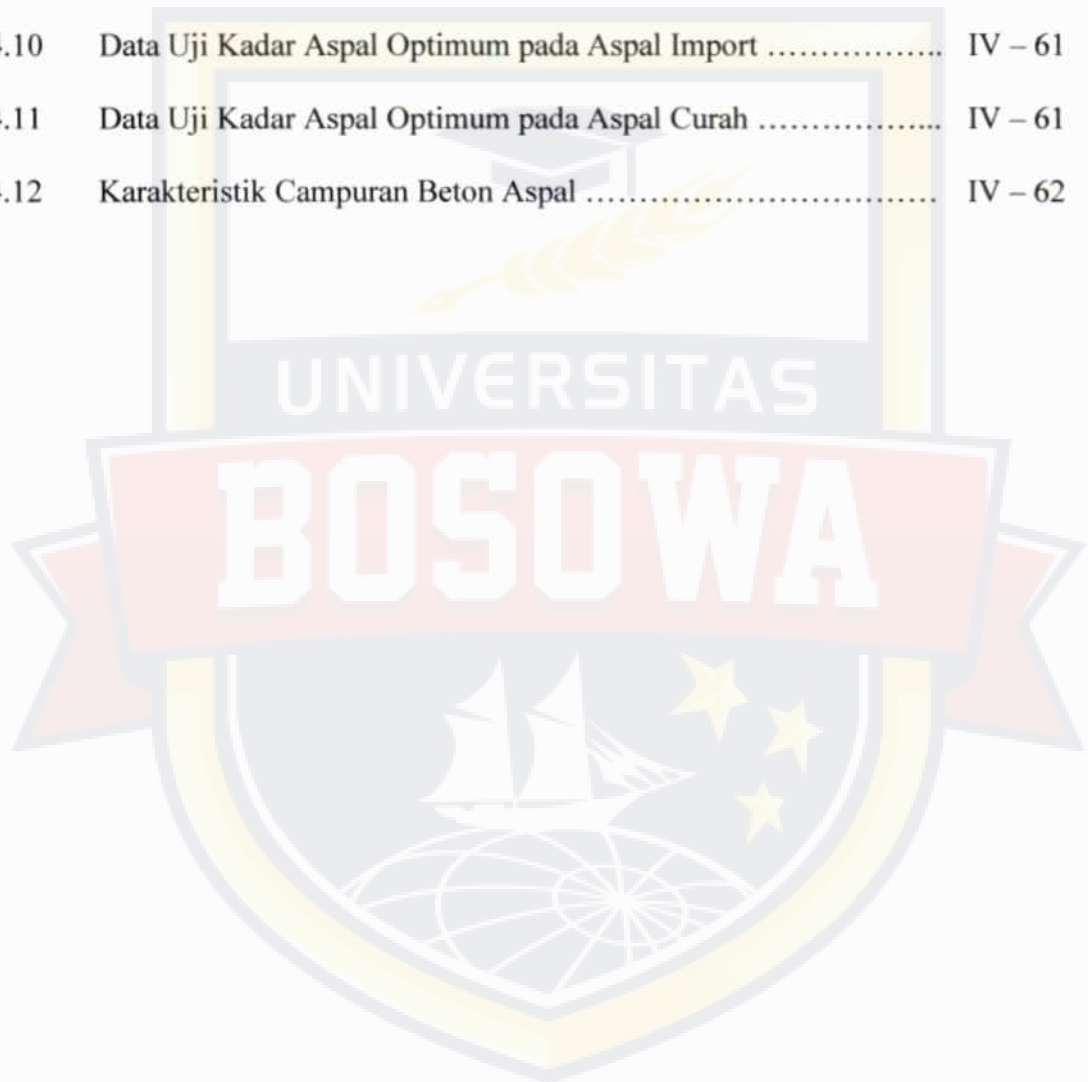 .10 Data Uji Kadar Aspal Optimum pada Aspal Import ................. IV – 61
.11 Data Uji Kadar Aspal Optimum pada Aspal Curah .................. IV – 61
.12 Karakteristik Campuran Beton Aspal ................................. IV – 62
UNIVERSITAS
BOSOWA